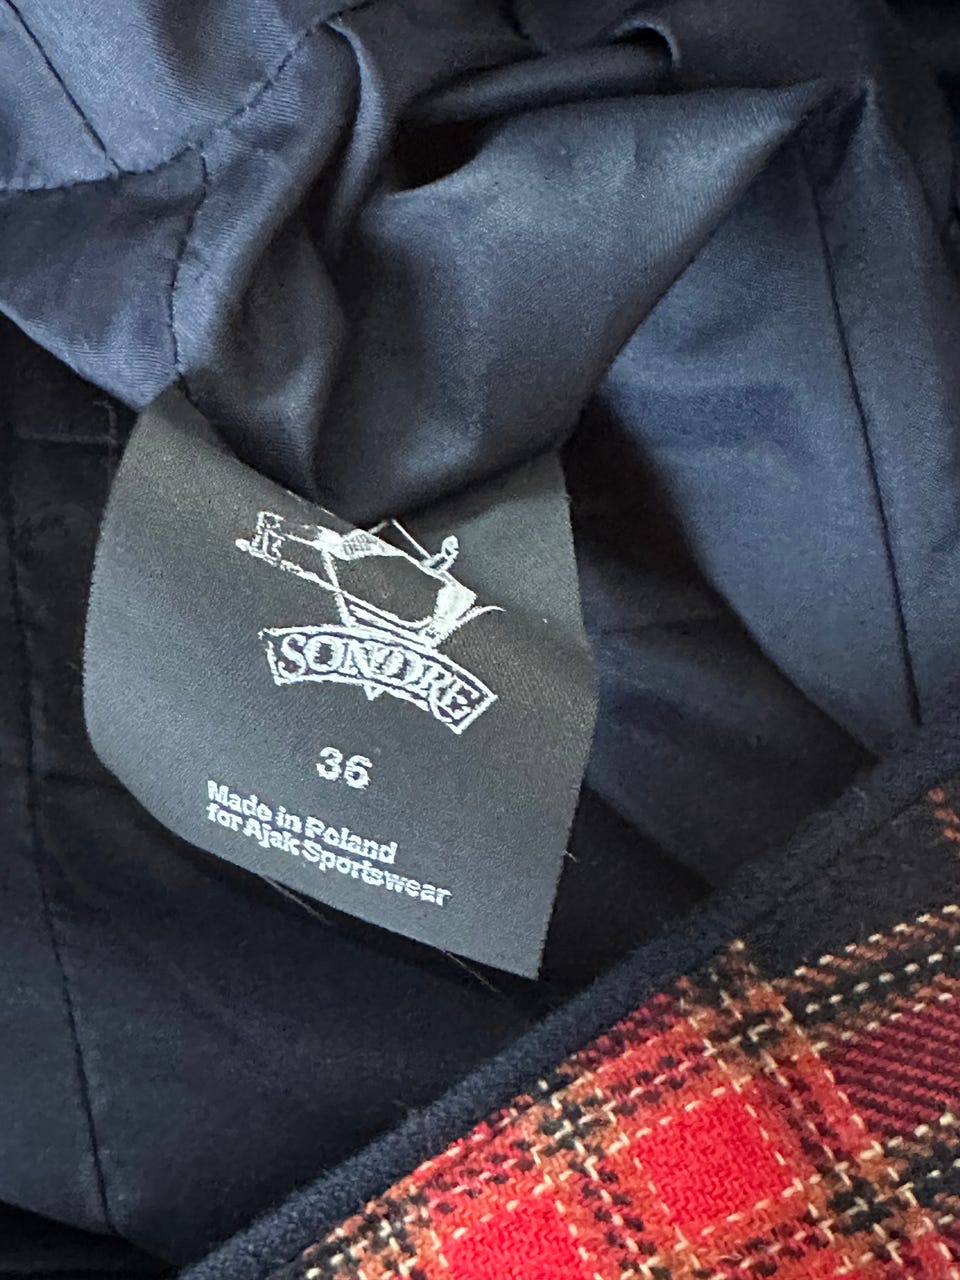 SONDRE
36
Made in Poland
for Ajak Sportswear